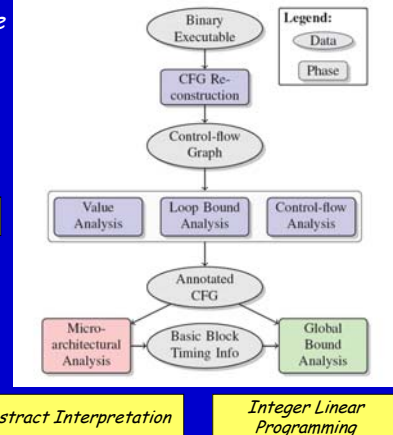 Binary
Executable
Legend:
Data
Phase
CFG Re-
construction
Control-flow
Graph
Value
Analysis
Loop Bound
Analysis
Control-flow
Analysis
Annotated
CFG
Micro-
architectural
Analysis
Basic Block
Timing Info
Global
Bound
Analysis
stract Interpretation
Integer Linear
Programming